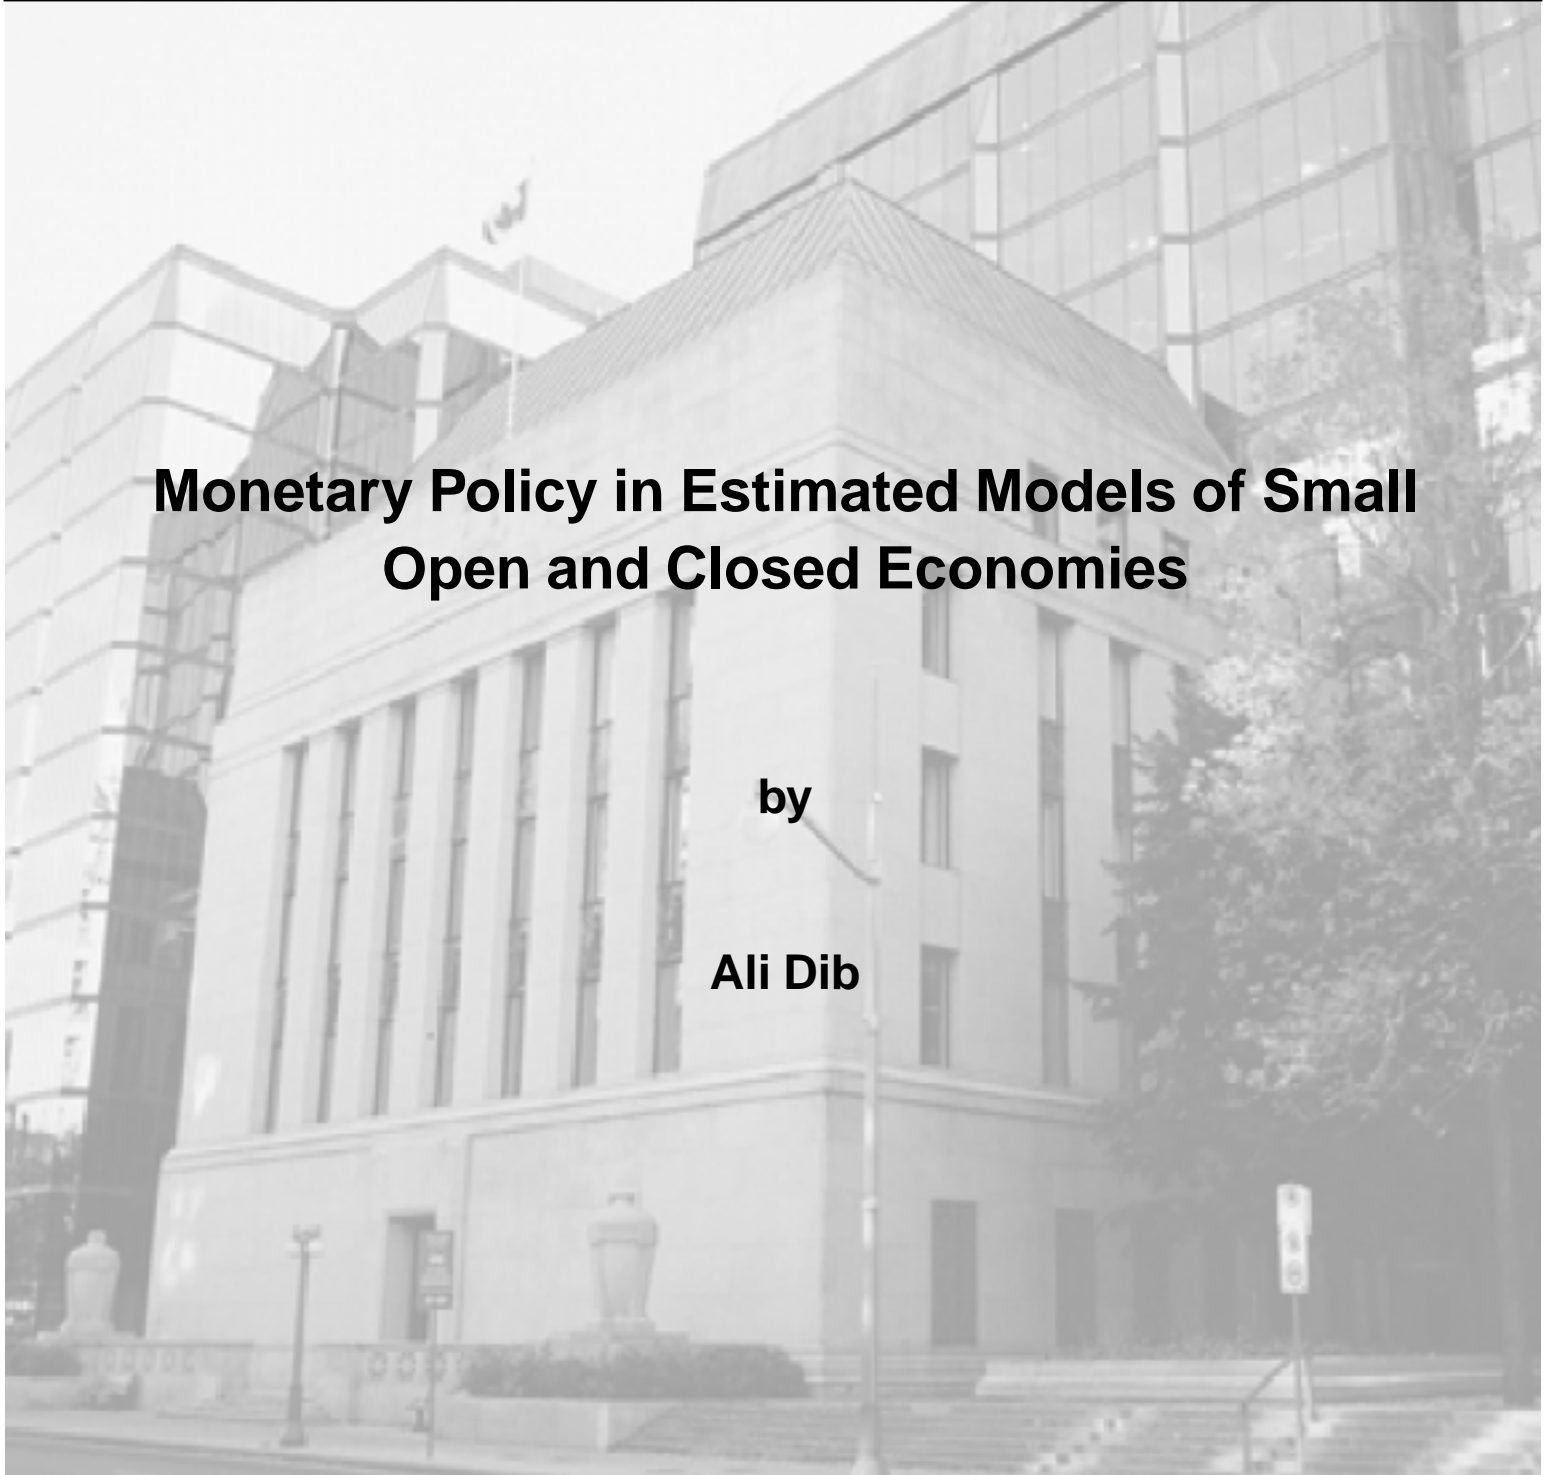 Monetary Policy in Estimated Models of Small
Open and Closed Economies
by
Ali Dib